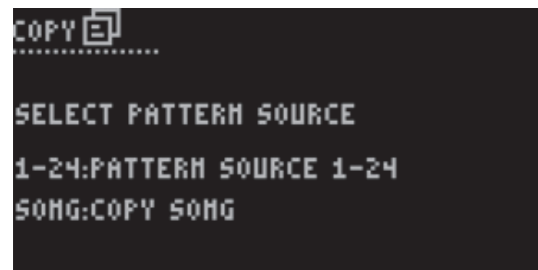 COPY
SELECT PATTERN SOURCE
1-24:PATTERN SOURCE 1-24
SONG:COPY SONG